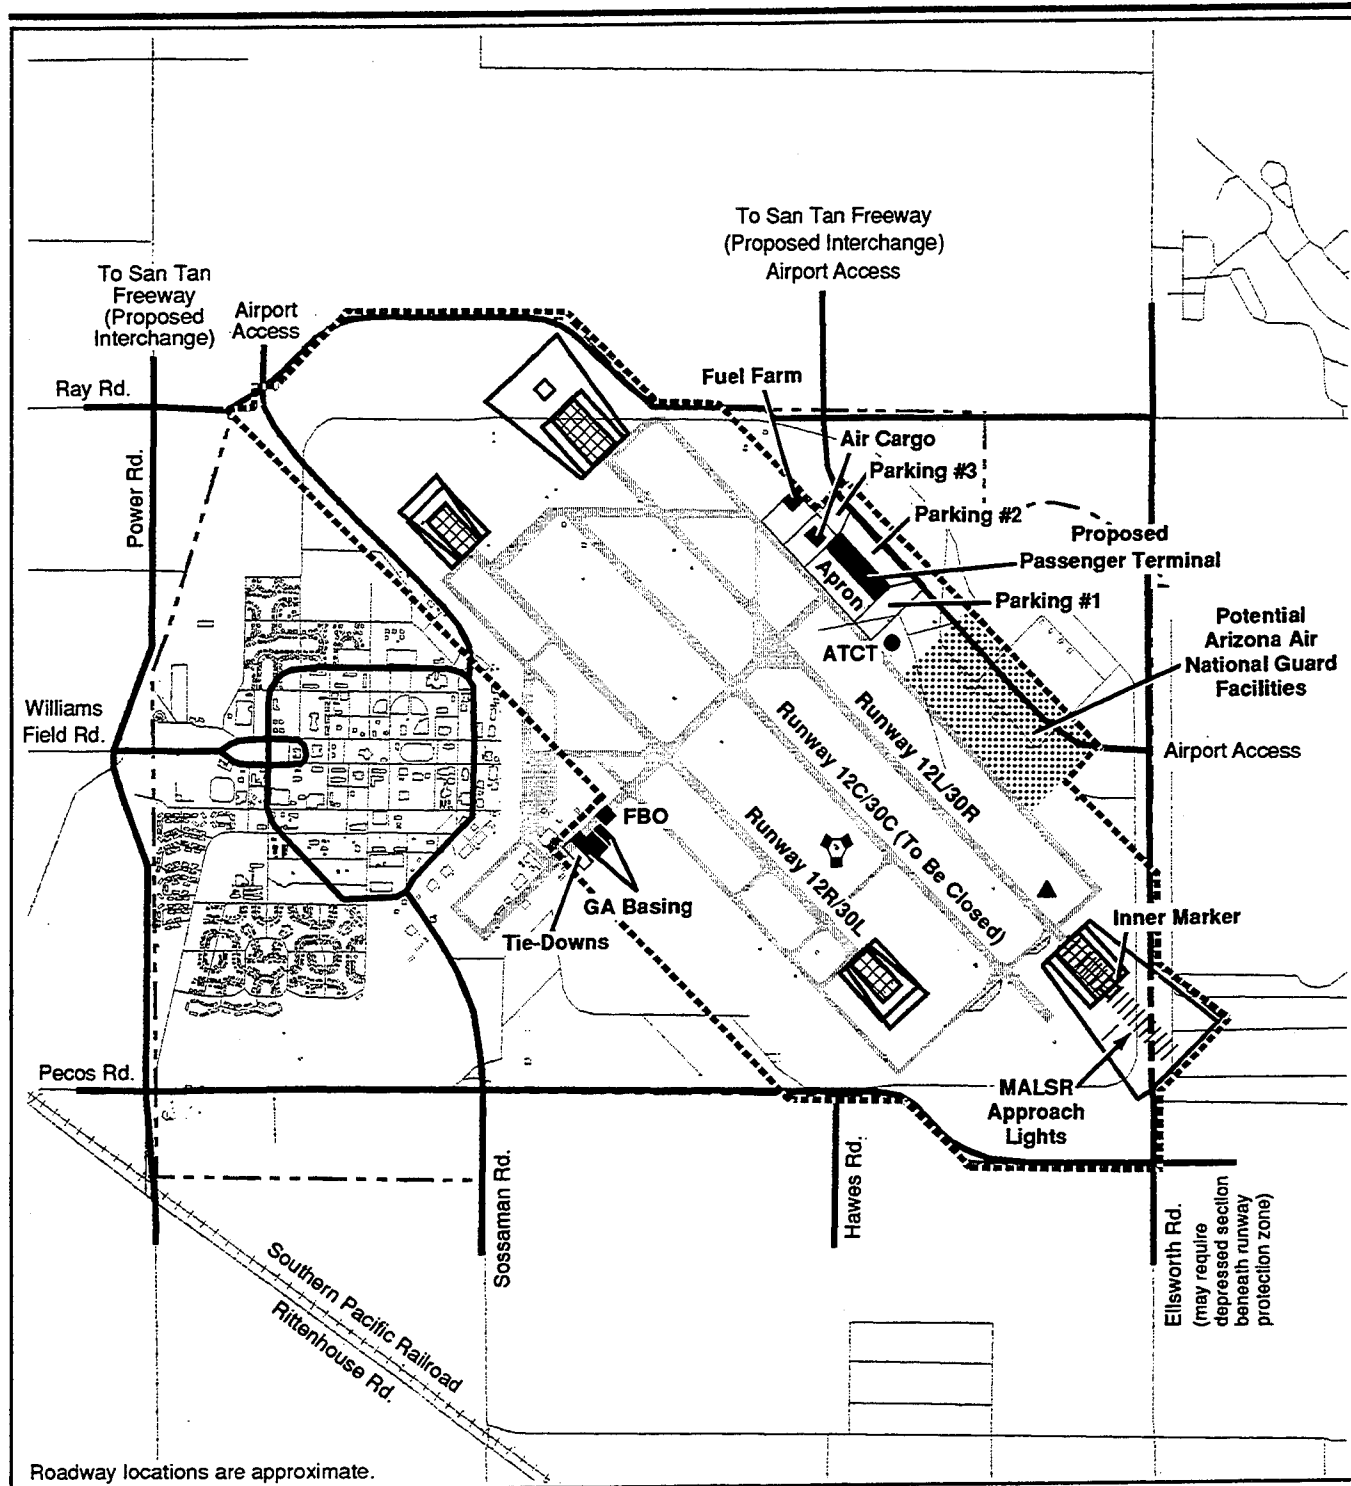 To San Tan Freeway
(Proposed Interchange)
Airport Access
To San Tan
Freeway
(Proposed
Interchange)
Airport
Access
Ray Rd.
Fuel Farm
Air Cargo
Parking #3
Parking #2
Proposed
Passenger Terminal
Apron
Parking #1
Power Rd.
ATCT
Potential
Arizona Air
National Guard
Facilities
Williams
Field Rd.
Airport Access
Runway 12L/30R
Runway 12C/30C (To Be Closed)
Runway 12R/30L
FBO
GA Basing
Tie-Downs
Inner Marker
Pecos Rd.
MALSR
Approach
Lights
Sossaman Rd.
Hawes Rd.
Ellsworth Rd.
(may require
depressed section
beneath runway
protection zone)
Southern Pacific Railroad
Rittenhouse Rd.
Roadway locations are approximate.